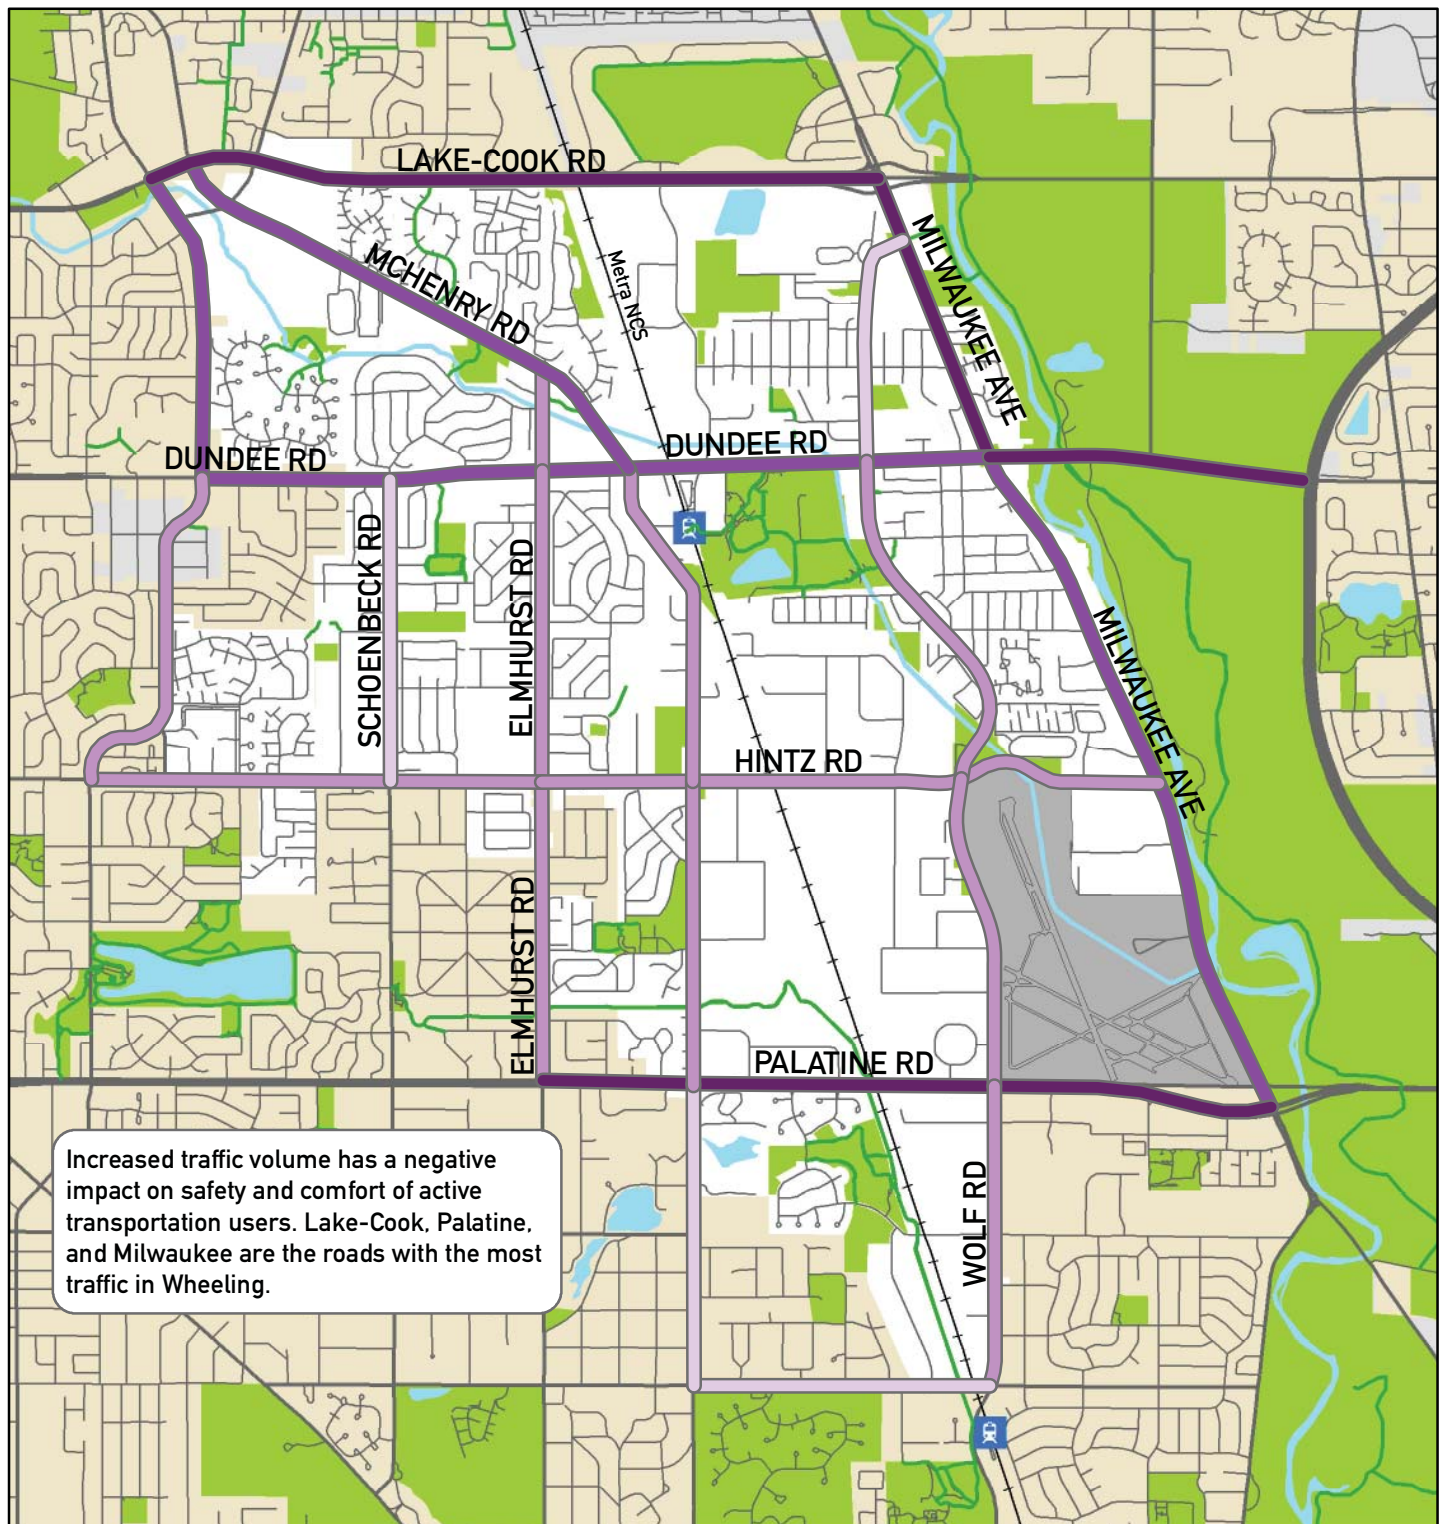 LAKE-COOK RD
MCHENRY RD
Metra NCS
MILWAUKEE AVE
DUNDEE RD
DUNDEE RD
SCHOENBECK RD
ELMHURST RD
MILWAUKEE AVE
HINTZ RD
ELMHURST RD
PALATINE RD
WOLF RD
Increased traffic volume has a negative
impact on safety and comfort of active
transportation users. Lake-Cook, Palatine,
and Milwaukee are the roads with the most
traffic in Wheeling.